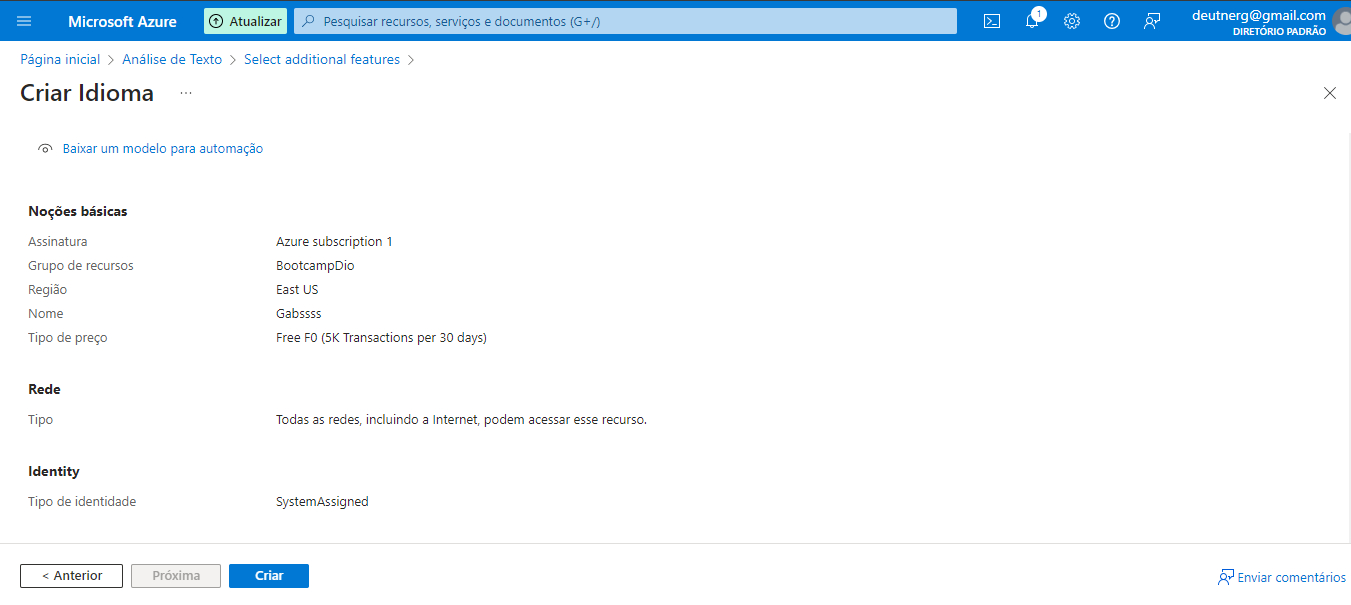 Microsoft Azure Atualizar Pesquisar recursos, serviços e documentos (G+/) 1 deutnerg@gmail.com
DIRETÓRIO PADRÃO
Página inicial > Análise de Texto > Select additional features >
Criar Idioma ...
Baixar um modelo para automação
Noções básicas
Assinatura Azure subscription 1
Grupo de recursos BootcampDio
Região East US
Nome Gabssss
Tipo de preço Free F0 (5K Transactions per 30 days)
Rede
Tipo Todas as redes, incluindo a Internet, podem acessar esse recurso.
Identity
Tipo de identidade SystemAssigned
< Anterior Próxima Criar Enviar comentários